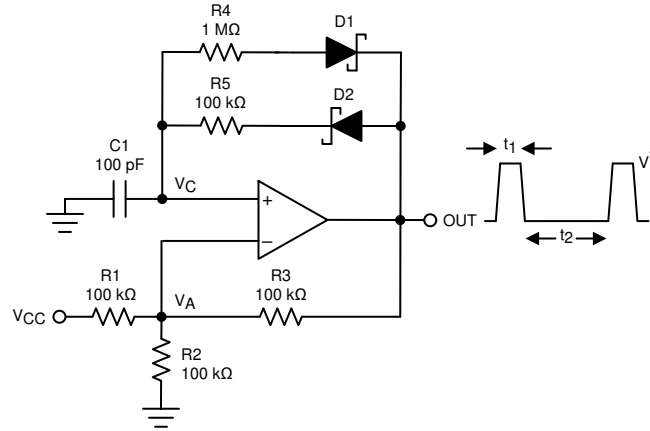 R4
1 MΩ
D1
R5
100 kΩ
D2
C1
100 pF
VC
+
−
OUT
t1
V
t2
R1
100 kΩ
VCC
VA
R3
100 kΩ
R2
100 kΩ